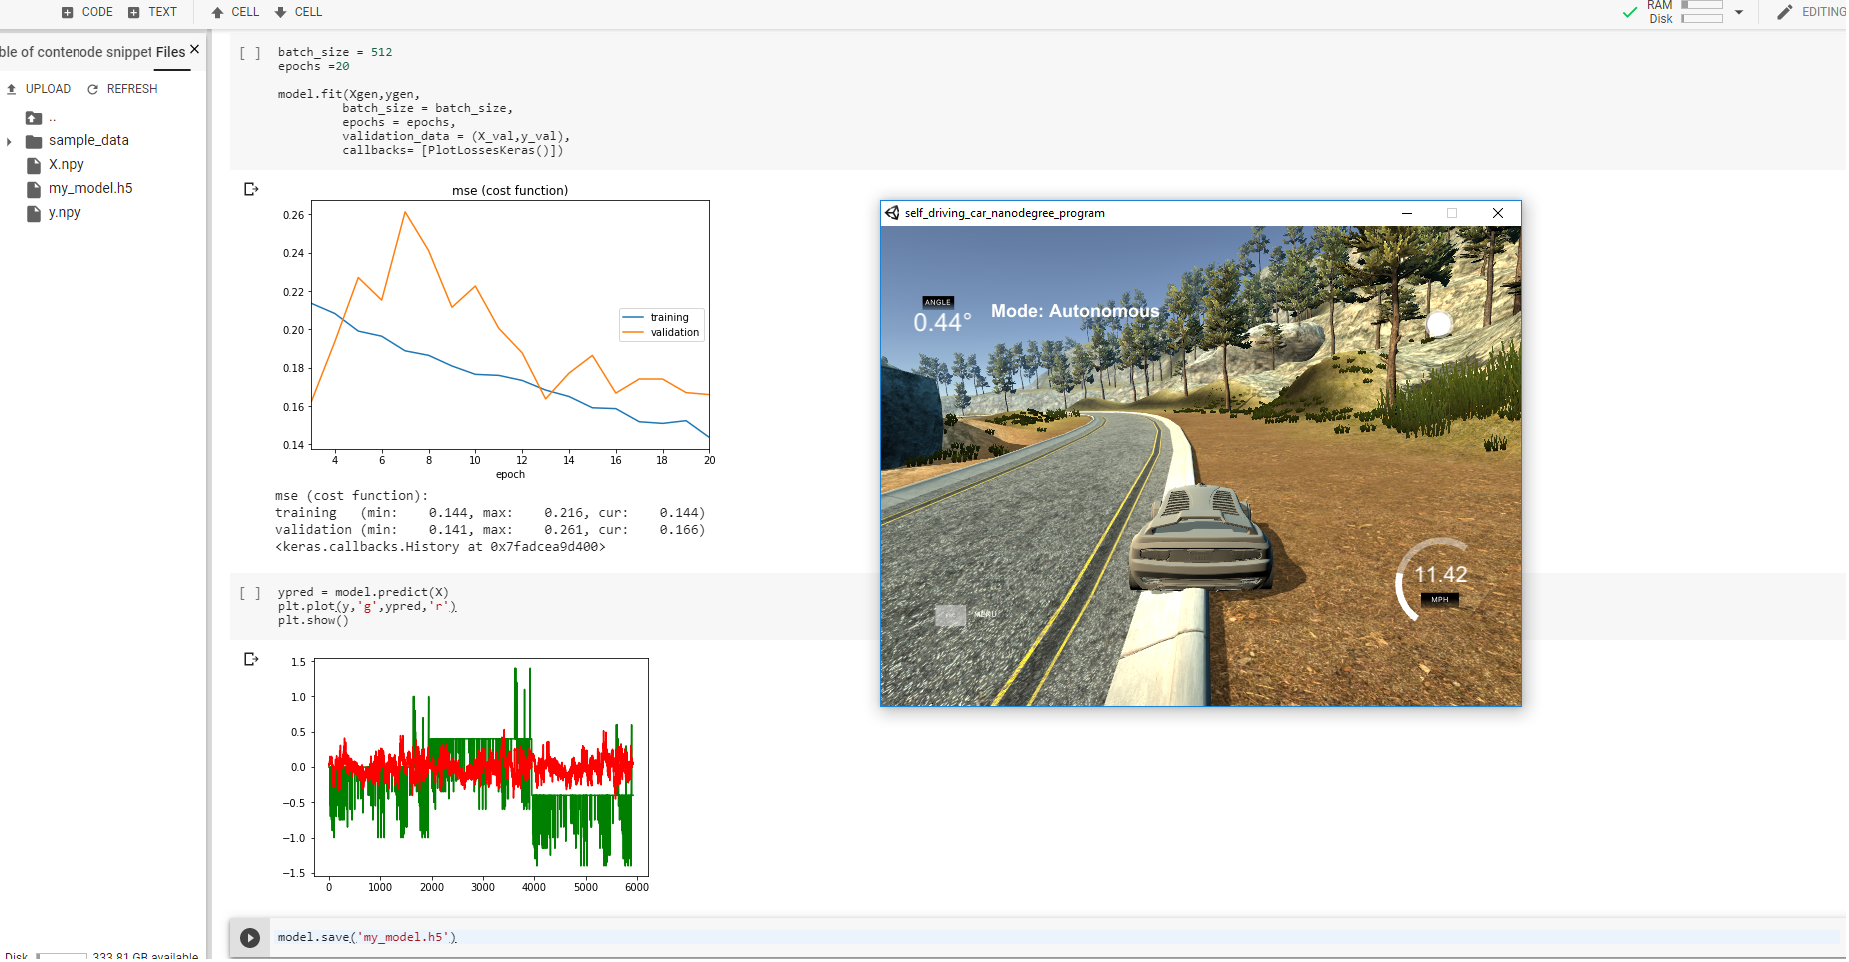 CODE TEXT CELL CELL
RAM
Disk
EDITING
ble of contenode snippet Files
UPLOAD REFRESH
..
sample_data
X.npy
my_model.h5
y.npy
[ ] batch_size = 512
epochs =20
model.fit(Xgen,ygen,
batch_size = batch_size,
epochs = epochs,
validation_data = (X_val,y_val),
callbacks= [PlotLossesKeras()])
mse (cost function)
0.26
0.24
0.22
0.20
0.18
0.16
0.14
training
validation
4 6 8 10 12 14 16 18 20
epoch
mse (cost function):
training (min: 0.144, max: 0.216, cur: 0.144)
validation (min: 0.141, max: 0.261, cur: 0.166)
<keras.callbacks.History at 0x7fadcea9d400>
[ ] ypred = model.predict(X)
plt.plot(y,'g',ypred,'r')
plt.show()
1.5
1.0
0.5
0.0
−0.5
−1.0
−1.5
0 1000 2000 3000 4000 5000 6000
model.save('my_model.h5')
Disk 333.81 GB available
self_driving_car_nanodegree_program
ANGLE
0.44°
Mode: Autonomous
11.42
MPH
MENU